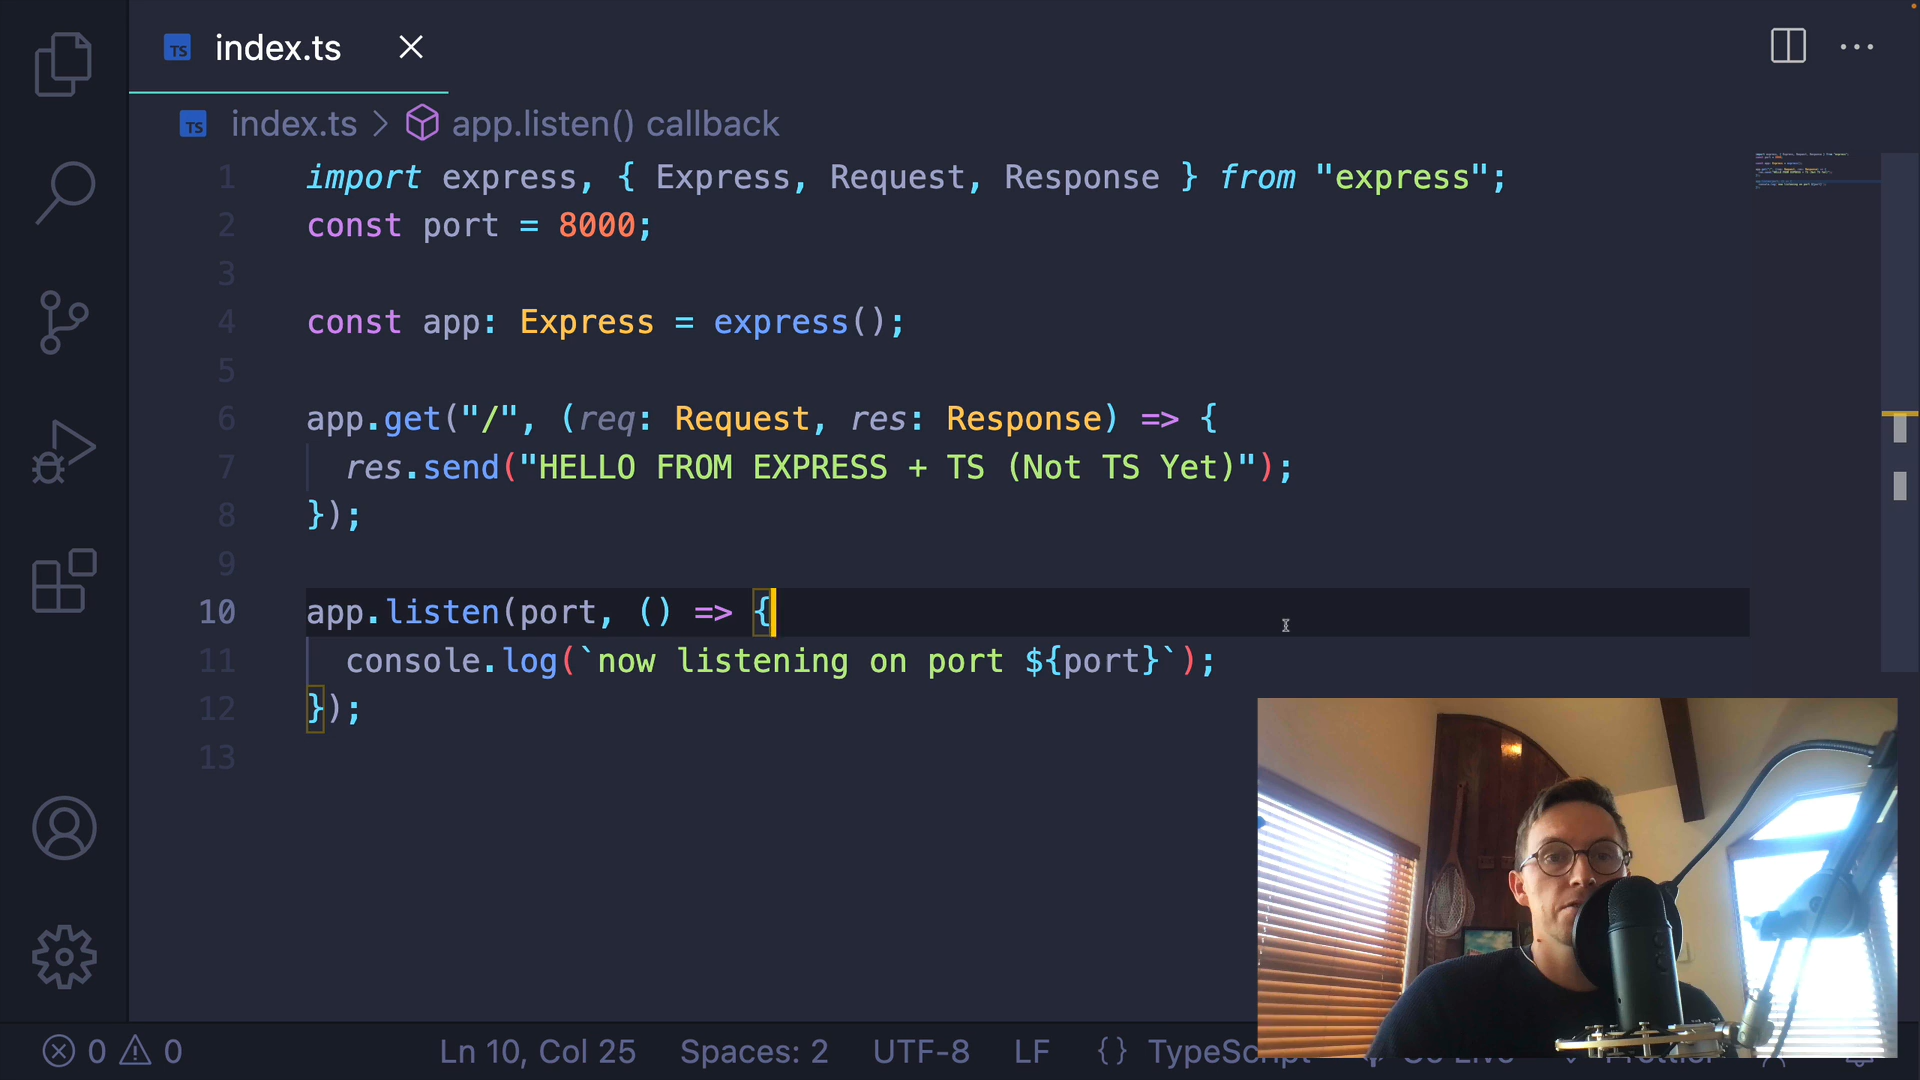 TS index.ts
TS index.ts > app.listen() callback
1 import express, { Express, Request, Response } from "express";
2 const port = 8000;
3
4 const app: Express = express();
5
6 app.get("/", (req: Request, res: Response) => {
7 res.send("HELLO FROM EXPRESS + TS (Not TS Yet)");
8 });
9
10 app.listen(port, () => {
11 console.log(`now listening on port ${port}`);
12 });
13
0 0 Ln 10, Col 25 Spaces: 2 UTF-8 LF {}